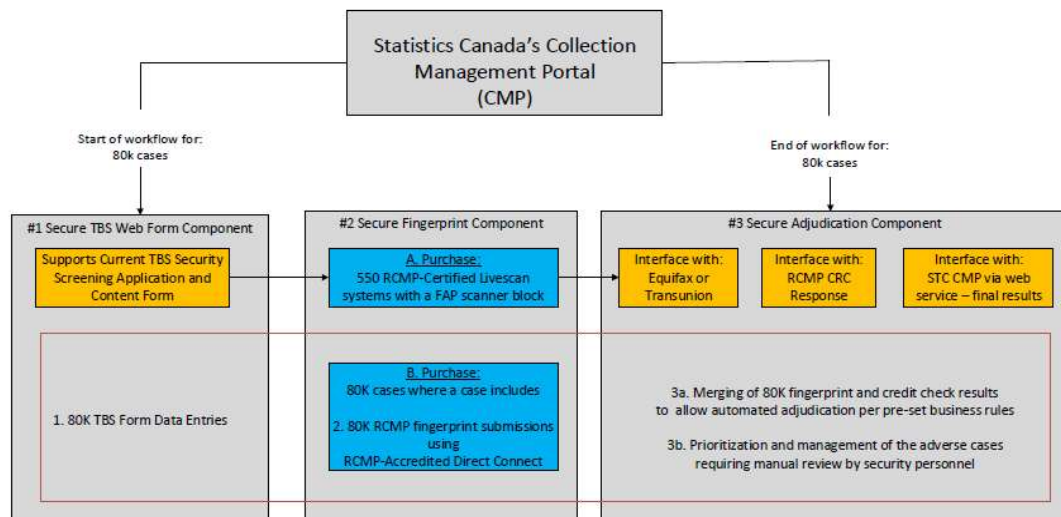 Statistics Canada's Collection
Management Portal
(CMP)
Start of workflow for:
80k cases
End of workflow for:
80k cases
#1 Secure TBS Web Form Component
Supports Current TBS Security
Screening Application and
Content Form
1. 80K TBS Form Data Entries
#2 Secure Fingerprint Component
A. Purchase:
550 RCMP-Certified Livescan
systems with a FAP scanner block
B. Purchase:
80K cases where a case includes
2. 80K RCMP fingerprint submissions
using
RCMP-Accredited Direct Connect
#3 Secure Adjudication Component
Interface with:
Equifax or
Transunion
Interface with:
RCMP CRC
Response
Interface with:
STC CMP via web
service – final results
3a. Merging of 80K fingerprint and credit check results
to allow automated adjudication per pre-set business rules
3b. Prioritization and management of the adverse cases
requiring manual review by security personnel